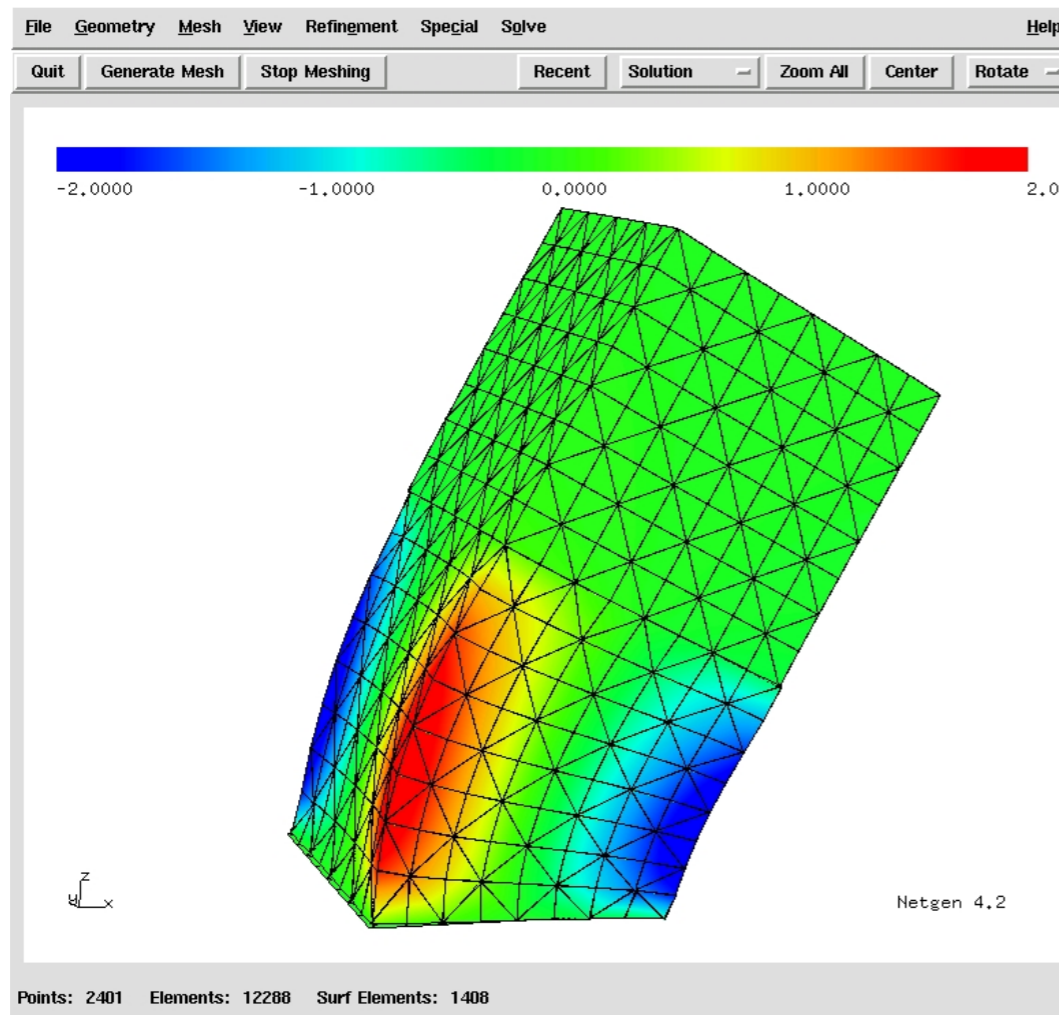 File Geometry Mesh View Refinement Special Solve Help
Quit Generate Mesh Stop Meshing Recent Solution Zoom All Center Rotate
-2.0000 -1.0000 0.0000 1.0000 2.0
z
y x
Netgen 4.2
Points: 2401 Elements: 12288 Surf Elements: 1408